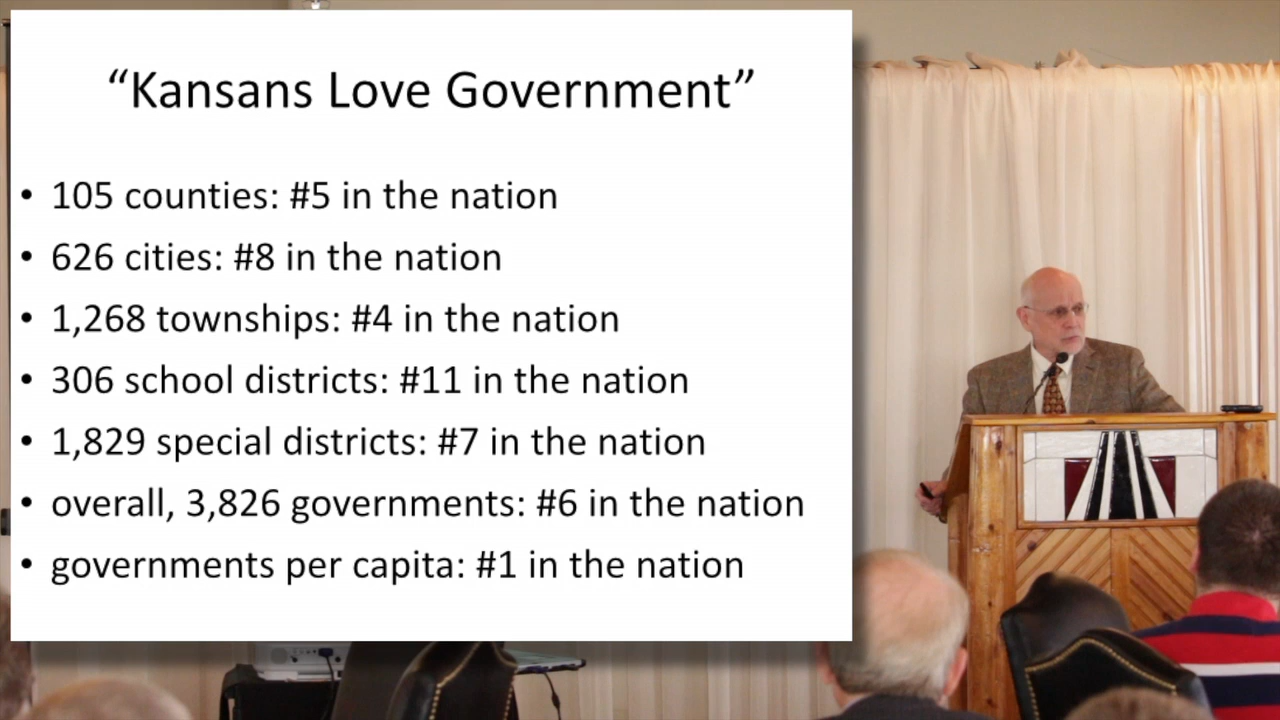 “Kansans Love Government”
• 105 counties: #5 in the nation
• 626 cities: #8 in the nation
• 1,268 townships: #4 in the nation
• 306 school districts: #11 in the nation
• 1,829 special districts: #7 in the nation
• overall, 3,826 governments: #6 in the nation
• governments per capita: #1 in the nation